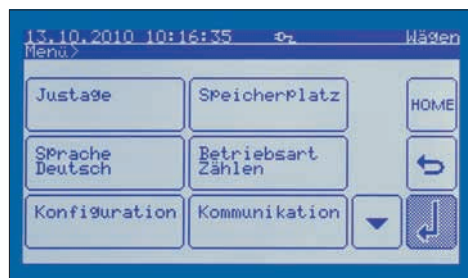 13.10.2010 10:16:35 Wägen
Menü>
Justage
Speicherplatz
HOME
Sprache
Deutsch
Betriebsart
Zählen
Konfiguration
Kommunikation